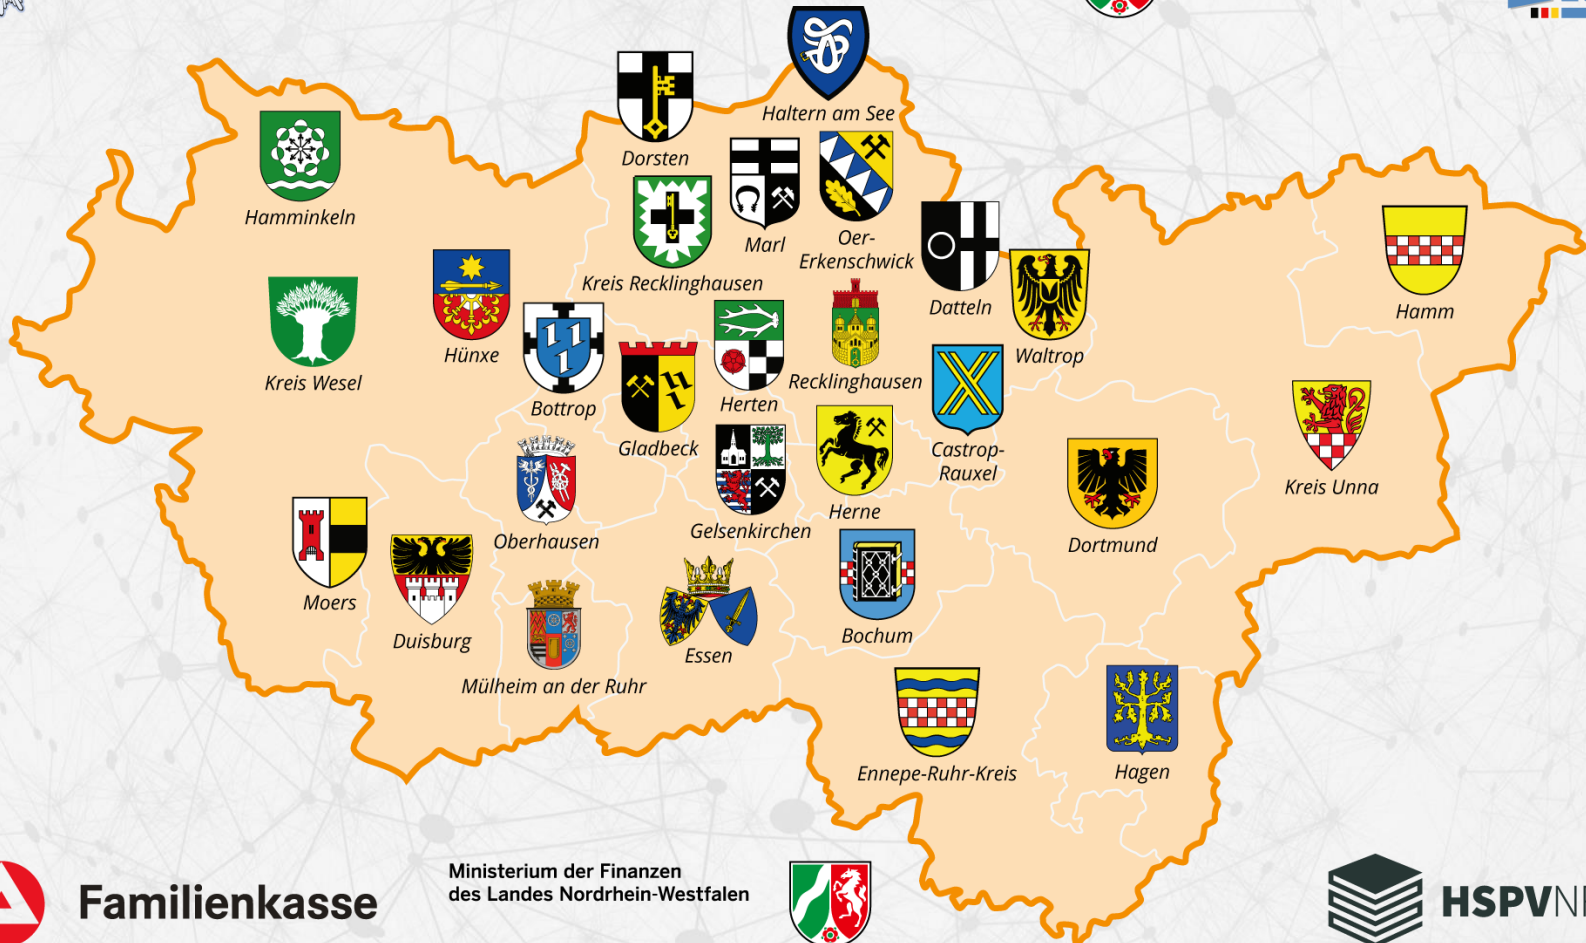 Haltern am See
Dorsten
Hamminkeln
Marl
Oer-
Erkenschwick
Kreis Recklinghausen
Datteln
Hamm
Hünxe
Waltrop
Kreis Wesel
Recklinghausen
Bottrop
Herten
Gladbeck
Castrop-
Rauxel
Kreis Unna
Herne
Gelsenkirchen
Oberhausen
Dortmund
Moers
Duisburg
Bochum
Essen
Mülheim an der Ruhr
Ennepe-Ruhr-Kreis
Hagen
Ministerium der Finanzen
des Landes Nordrhein-Westfalen
Familienkasse
HSPVN